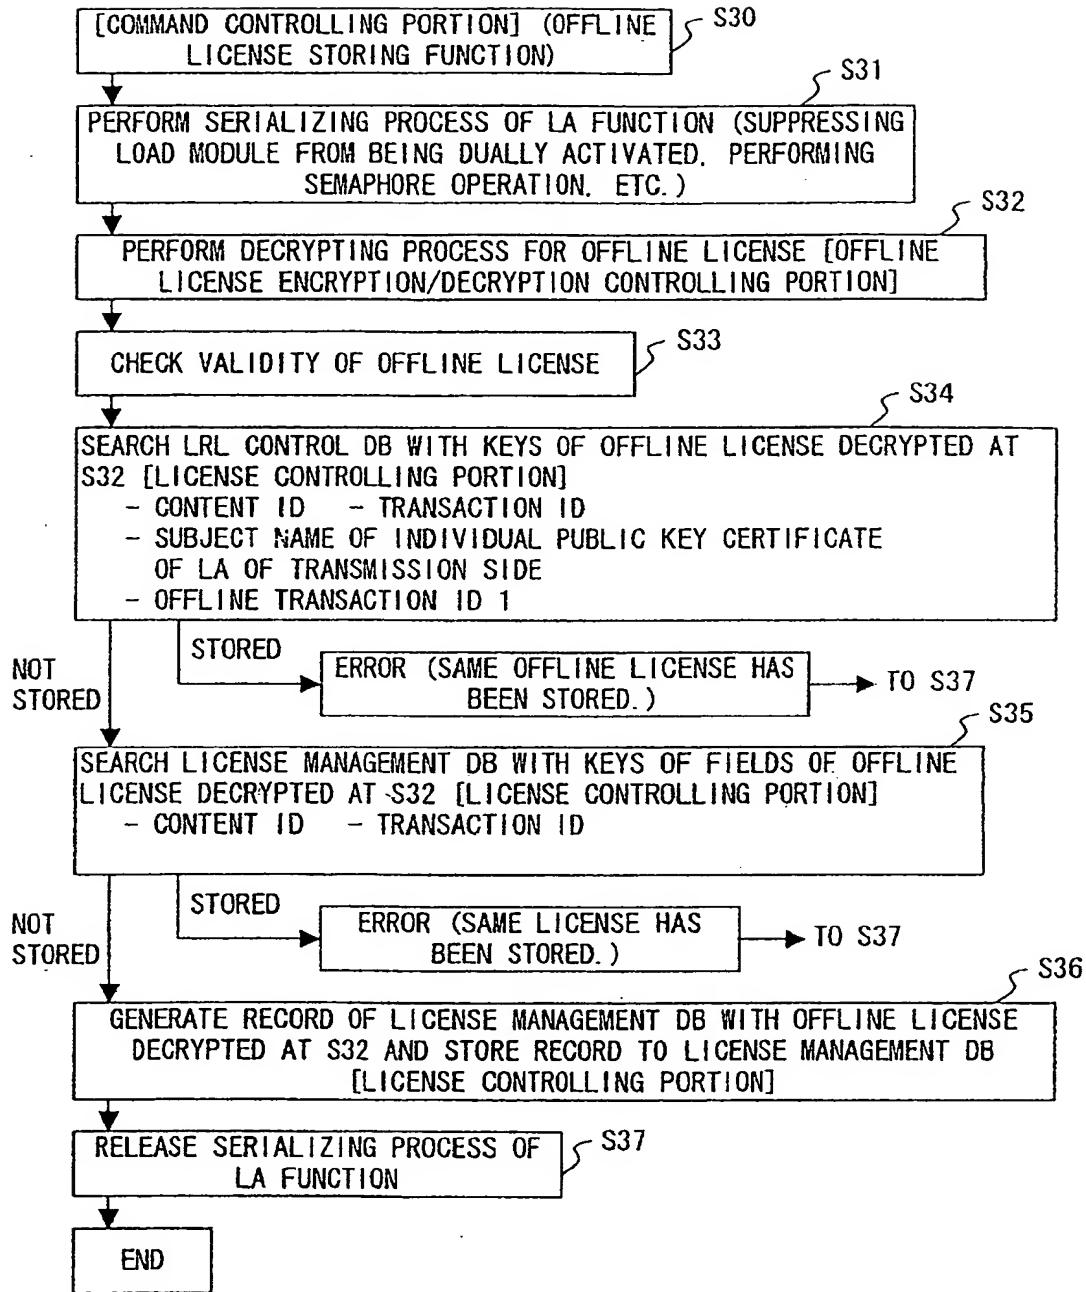 [COMMAND CONTROLLING PORTION] (OFFLINE
LICENSE STORING FUNCTION)
S30
S31
PERFORM SERIALIZING PROCESS OF LA FUNCTION (SUPPRESSING
LOAD MODULE FROM BEING DUALLY ACTIVATED. PERFORMING
SEMAPHORE OPERATION. ETC.)
S32
PERFORM DECRYPTING PROCESS FOR OFFLINE LICENSE [OFFLINE
LICENSE ENCRYPTION/DECRYPTION CONTROLLING PORTION]
S33
CHECK VALIDITY OF OFFLINE LICENSE
S34
SEARCH LRL CONTROL DB WITH KEYS OF OFFLINE LICENSE DECRYPTED AT
S32 [LICENSE CONTROLLING PORTION]
- CONTENT ID - TRANSACTION ID
- SUBJECT NAME OF INDIVIDUAL PUBLIC KEY CERTIFICATE
OF LA OF TRANSMISSION SIDE
- OFFLINE TRANSACTION ID 1
NOT
STORED
STORED
ERROR (SAME OFFLINE LICENSE HAS
BEEN STORED.)
TO S37
S35
SEARCH LICENSE MANAGEMENT DB WITH KEYS OF FIELDS OF OFFLINE
LICENSE DECRYPTED AT S32 [LICENSE CONTROLLING PORTION]
- CONTENT ID - TRANSACTION ID
NOT
STORED
STORED
ERROR (SAME LICENSE HAS
BEEN STORED.)
TO S37
S36
GENERATE RECORD OF LICENSE MANAGEMENT DB WITH OFFLINE LICENSE
DECRYPTED AT S32 AND STORE RECORD TO LICENSE MANAGEMENT DB
[LICENSE CONTROLLING PORTION]
RELEASE SERIALIZING PROCESS OF
LA FUNCTION
S37
END